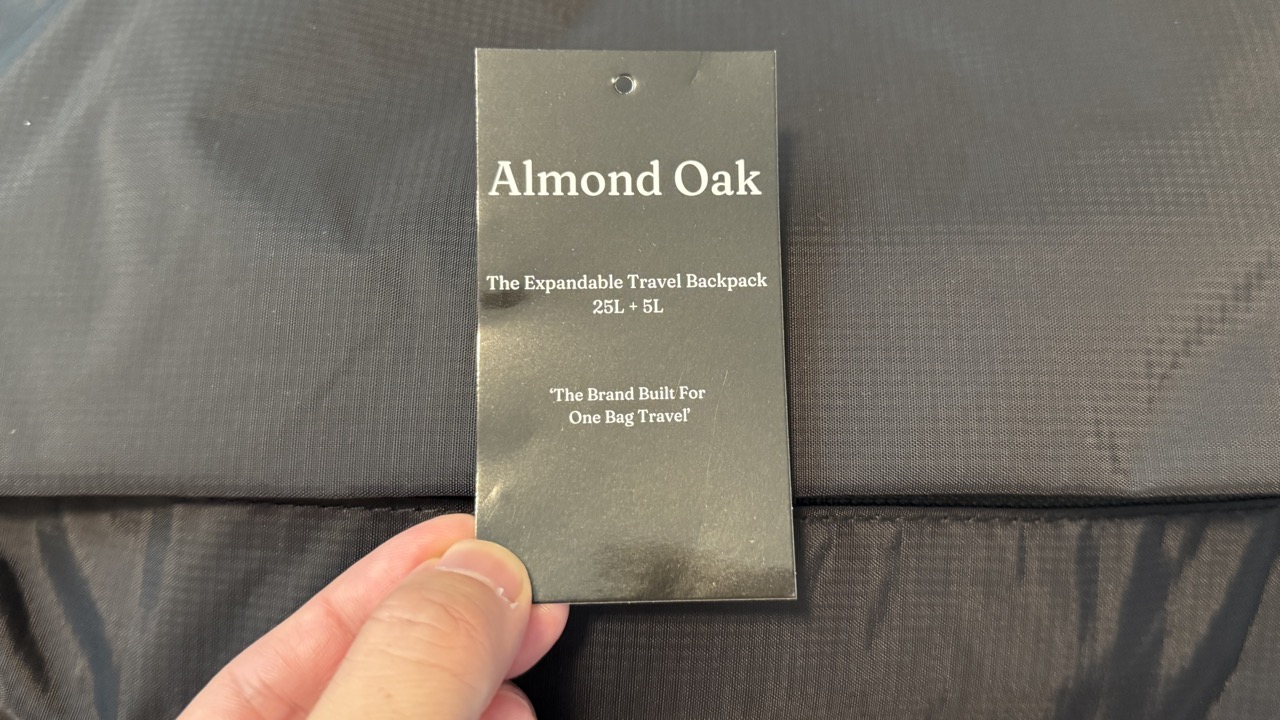 Almond Oak
The Expandable Travel Backpack
25L + 5L
‘The Brand Built For
One Bag Travel’